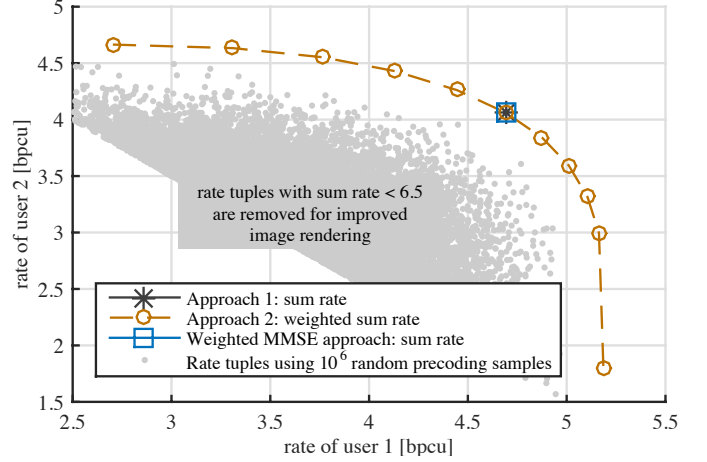 5
4.5
4
3.5
3
2.5
2
1.5
rate of user 2 [bpcu]
rate tuples with sum rate < 6.5
are removed for improved
image rendering
Approach 1: sum rate
Approach 2: weighted sum rate
Weighted MMSE approach: sum rate
Rate tuples using 10^6 random precoding samples
2.5 3 3.5 4 4.5 5 5.5
rate of user 1 [bpcu]